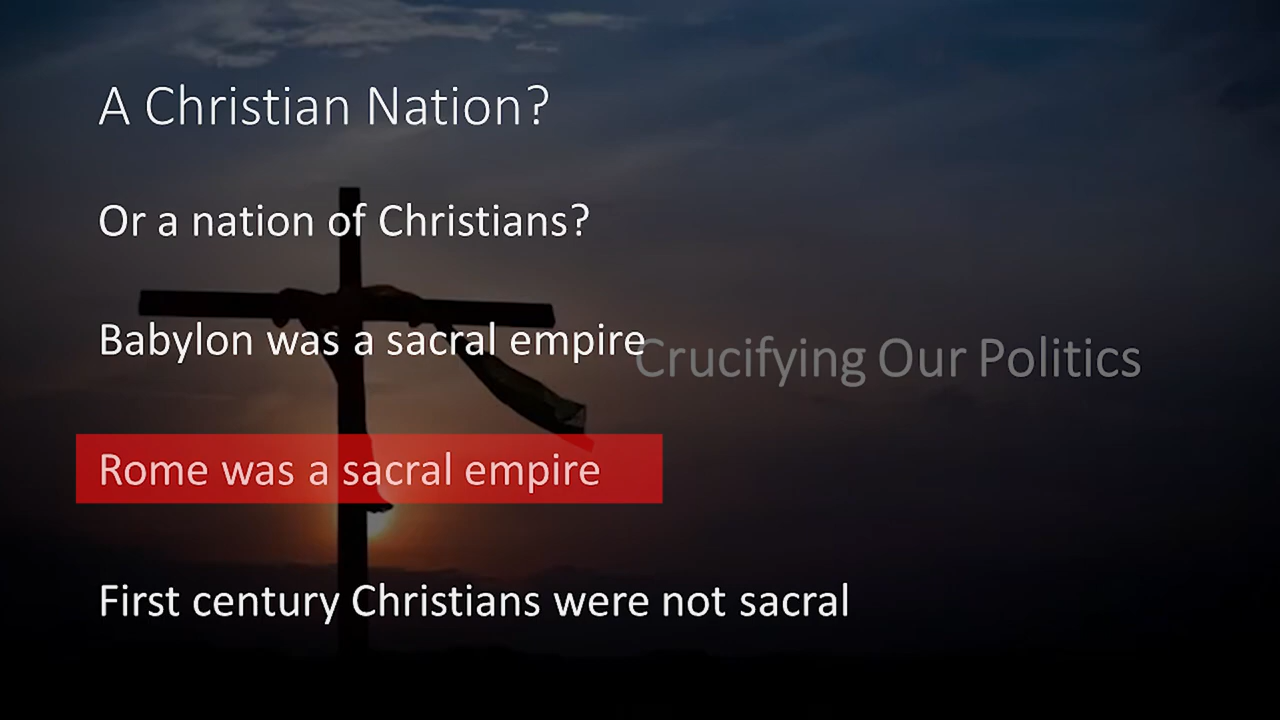 A Christian Nation?
Or a nation of Christians?
Babylon was a sacral empire
Crucifying Our Politics
Rome was a sacral empire
First century Christians were not sacral